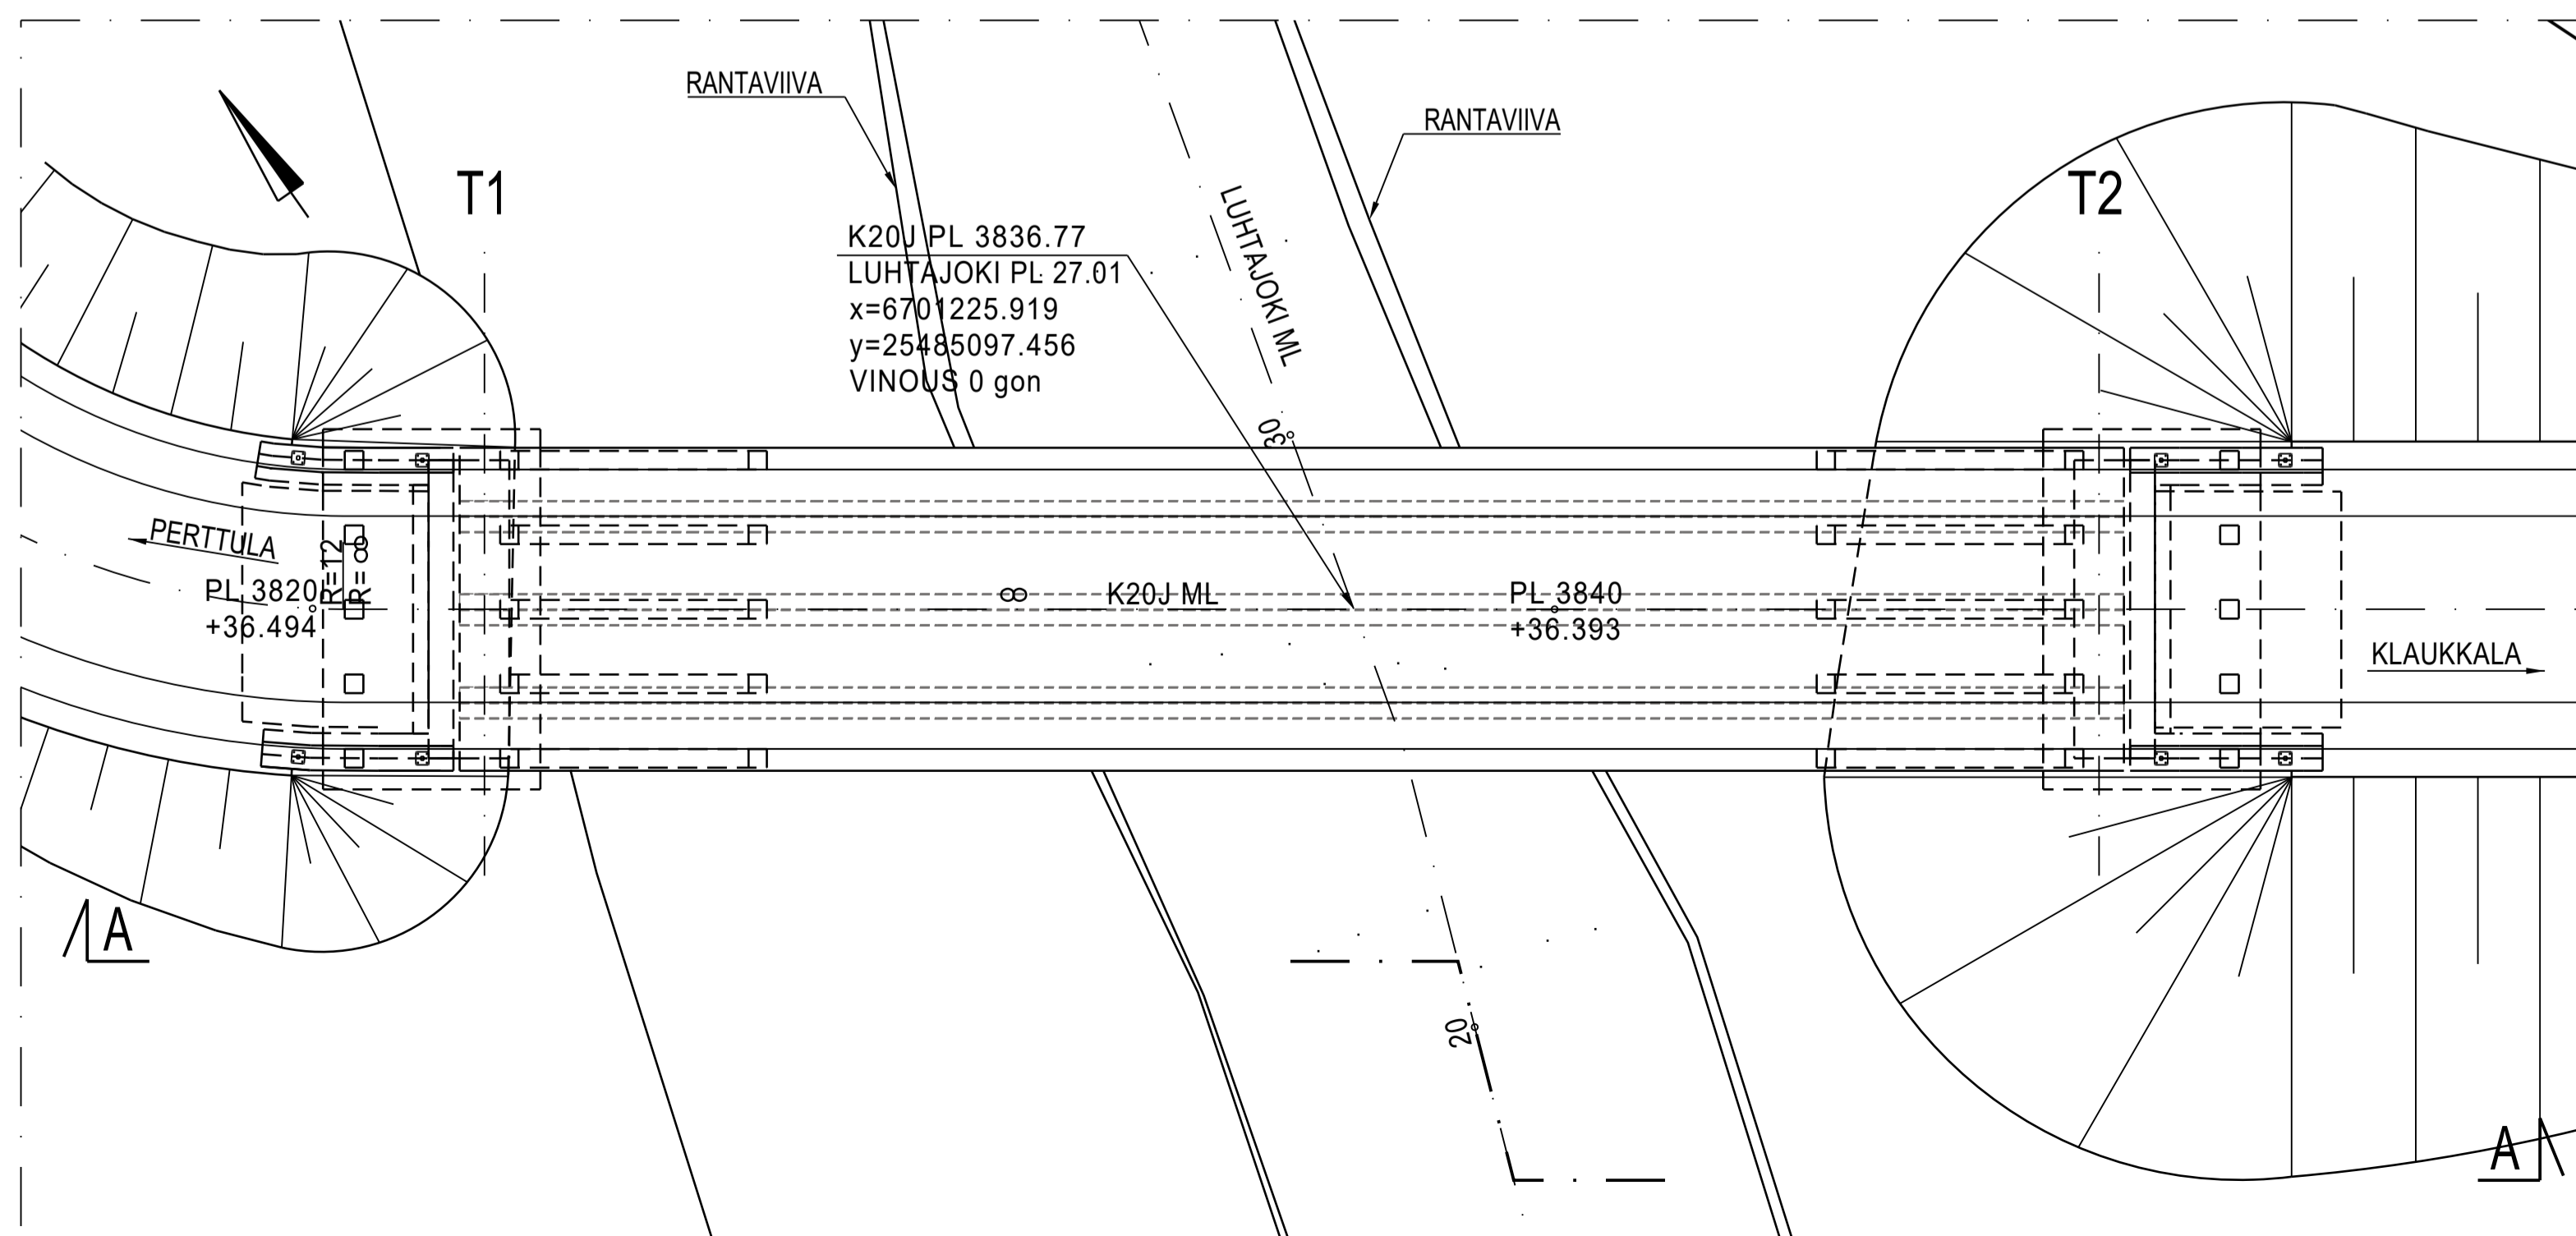 RANTAVIIVA
RANTAVIIVA
T1
T2
K20J PL 3836.77
LUHTAJOKI PL 27.01
x=6701225.919
y=25485097.456
VINOUS 0 gon
LUHTAJOKI ML
30
PERTTULA
R=12
R=∞
PL 3820
+36.494
∞
K20J ML
PL 3840
+36.393
KLAUKKALA
A
20
A